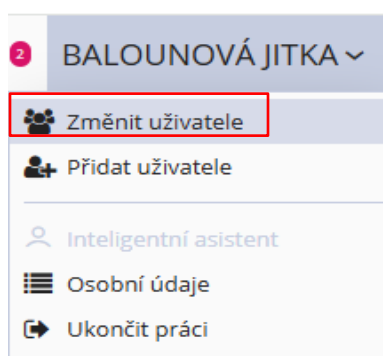 2 BALOUNOVÁ JITKA
Změnit uživatele
Přidat uživatele
Inteligentní asistent
Osobní údaje
Ukončit práci